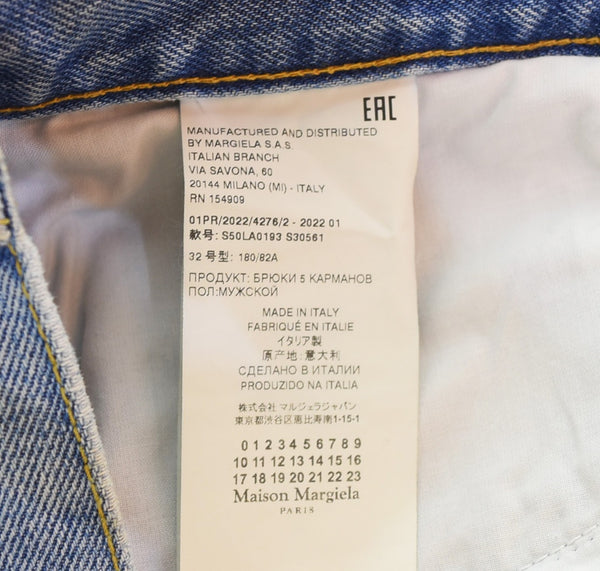 EAC
MANUFACTURED AND DISTRIBUTED
BY MARGIELA S.A.S.
ITALIAN BRANCH
VIA SAVONA, 60
20144 MILANO (MI) - ITALY
RN 154909
01PR/2022/4276/2 - 2022 01
款号: S50LA0193 S30561
32 号型: 180/82A
ПРОДУКТ: БРЮКИ 5 КАРМАНОВ
ПОЛ:МУЖСКОЙ
MADE IN ITALY
FABRIQUÉ EN ITALIE
イタリア製
原产地: 意大利
СДЕЛАНО В ИТАЛИИ
PRODUZIDO NA ITALIA
株式会社 マルジェラジャパン
東京都渋谷区恵比寿南1-15-1
0 1 2 3 4 5 6 7 8 9
10 11 12 13 14 15 16
17 18 19 20 21 22 23
Maison Margiela
PARIS